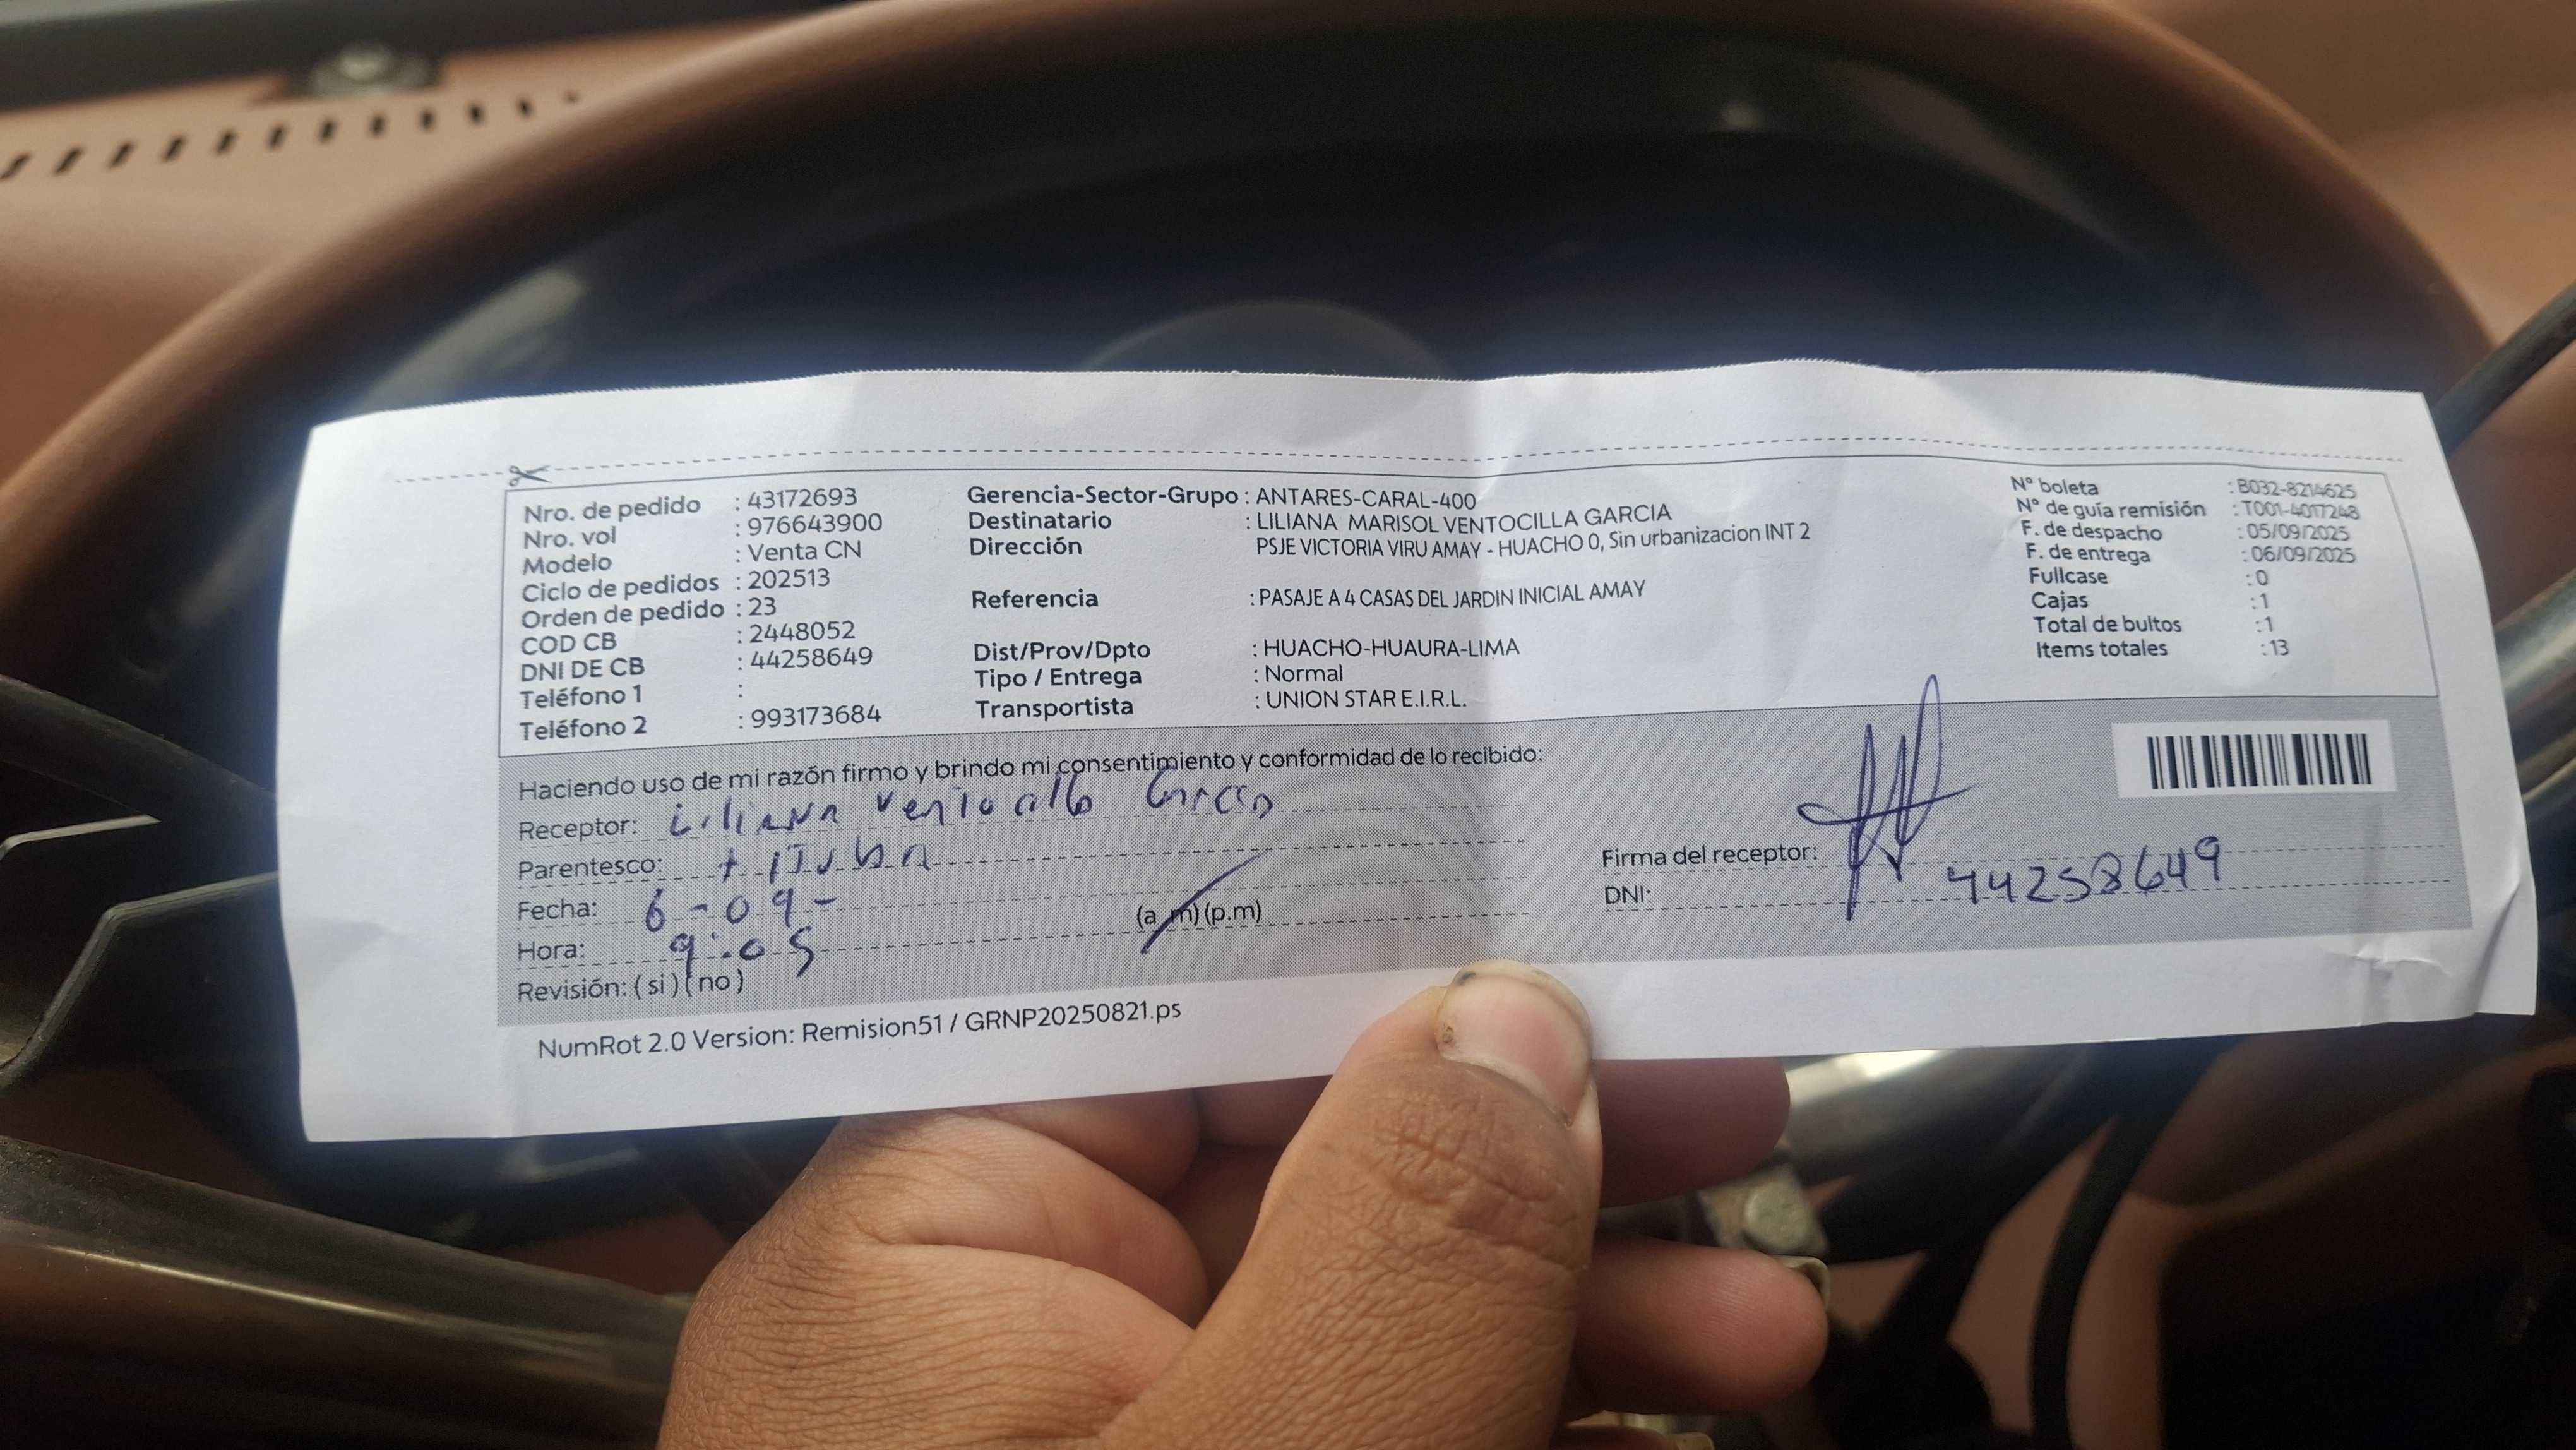 Nro. de pedido : 43172693
Nro. vol : 976643900
Modelo : Venta CN
Ciclo de pedidos : 202513
Orden de pedido : 23
COD CB : 2448052
DNI DE CB : 44258649
Teléfono 1 :
Teléfono 2 : 993173684
Gerencia-Sector-Grupo : ANTARES-CARAL-400
Destinatario : LILIANA MARISOL VENTOCILLA GARCIA
Dirección PSJE VICTORIA VIRU AMAY - HUACHO 0, Sin urbanizacion INT 2
Referencia : PASAJE A 4 CASAS DEL JARDIN INICIAL AMAY
Dist/Prov/Dpto : HUACHO-HUAURA-LIMA
Tipo / Entrega : Normal
Transportista : UNION STAR E.I.R.L.
N° boleta : B032-8214625
N° de guía remisión : T001-4017248
F. de despacho : 05/09/2025
F. de entrega : 06/09/2025
Fullcase : 0
Cajas : 1
Total de bultos : 1
Items totales : 13
Haciendo uso de mi razón firmo y brindo mi consentimiento y conformidad de lo recibido:
Receptor: Liliana
Parentesco:
Fecha: 6-09-
Hora: 9:05 (a.m) (p.m)
Revisión: (si) (no)
Firma del receptor:
DNI: 44258649
NumRot 2.0 Version: Remision51 / GRNP20250821.ps